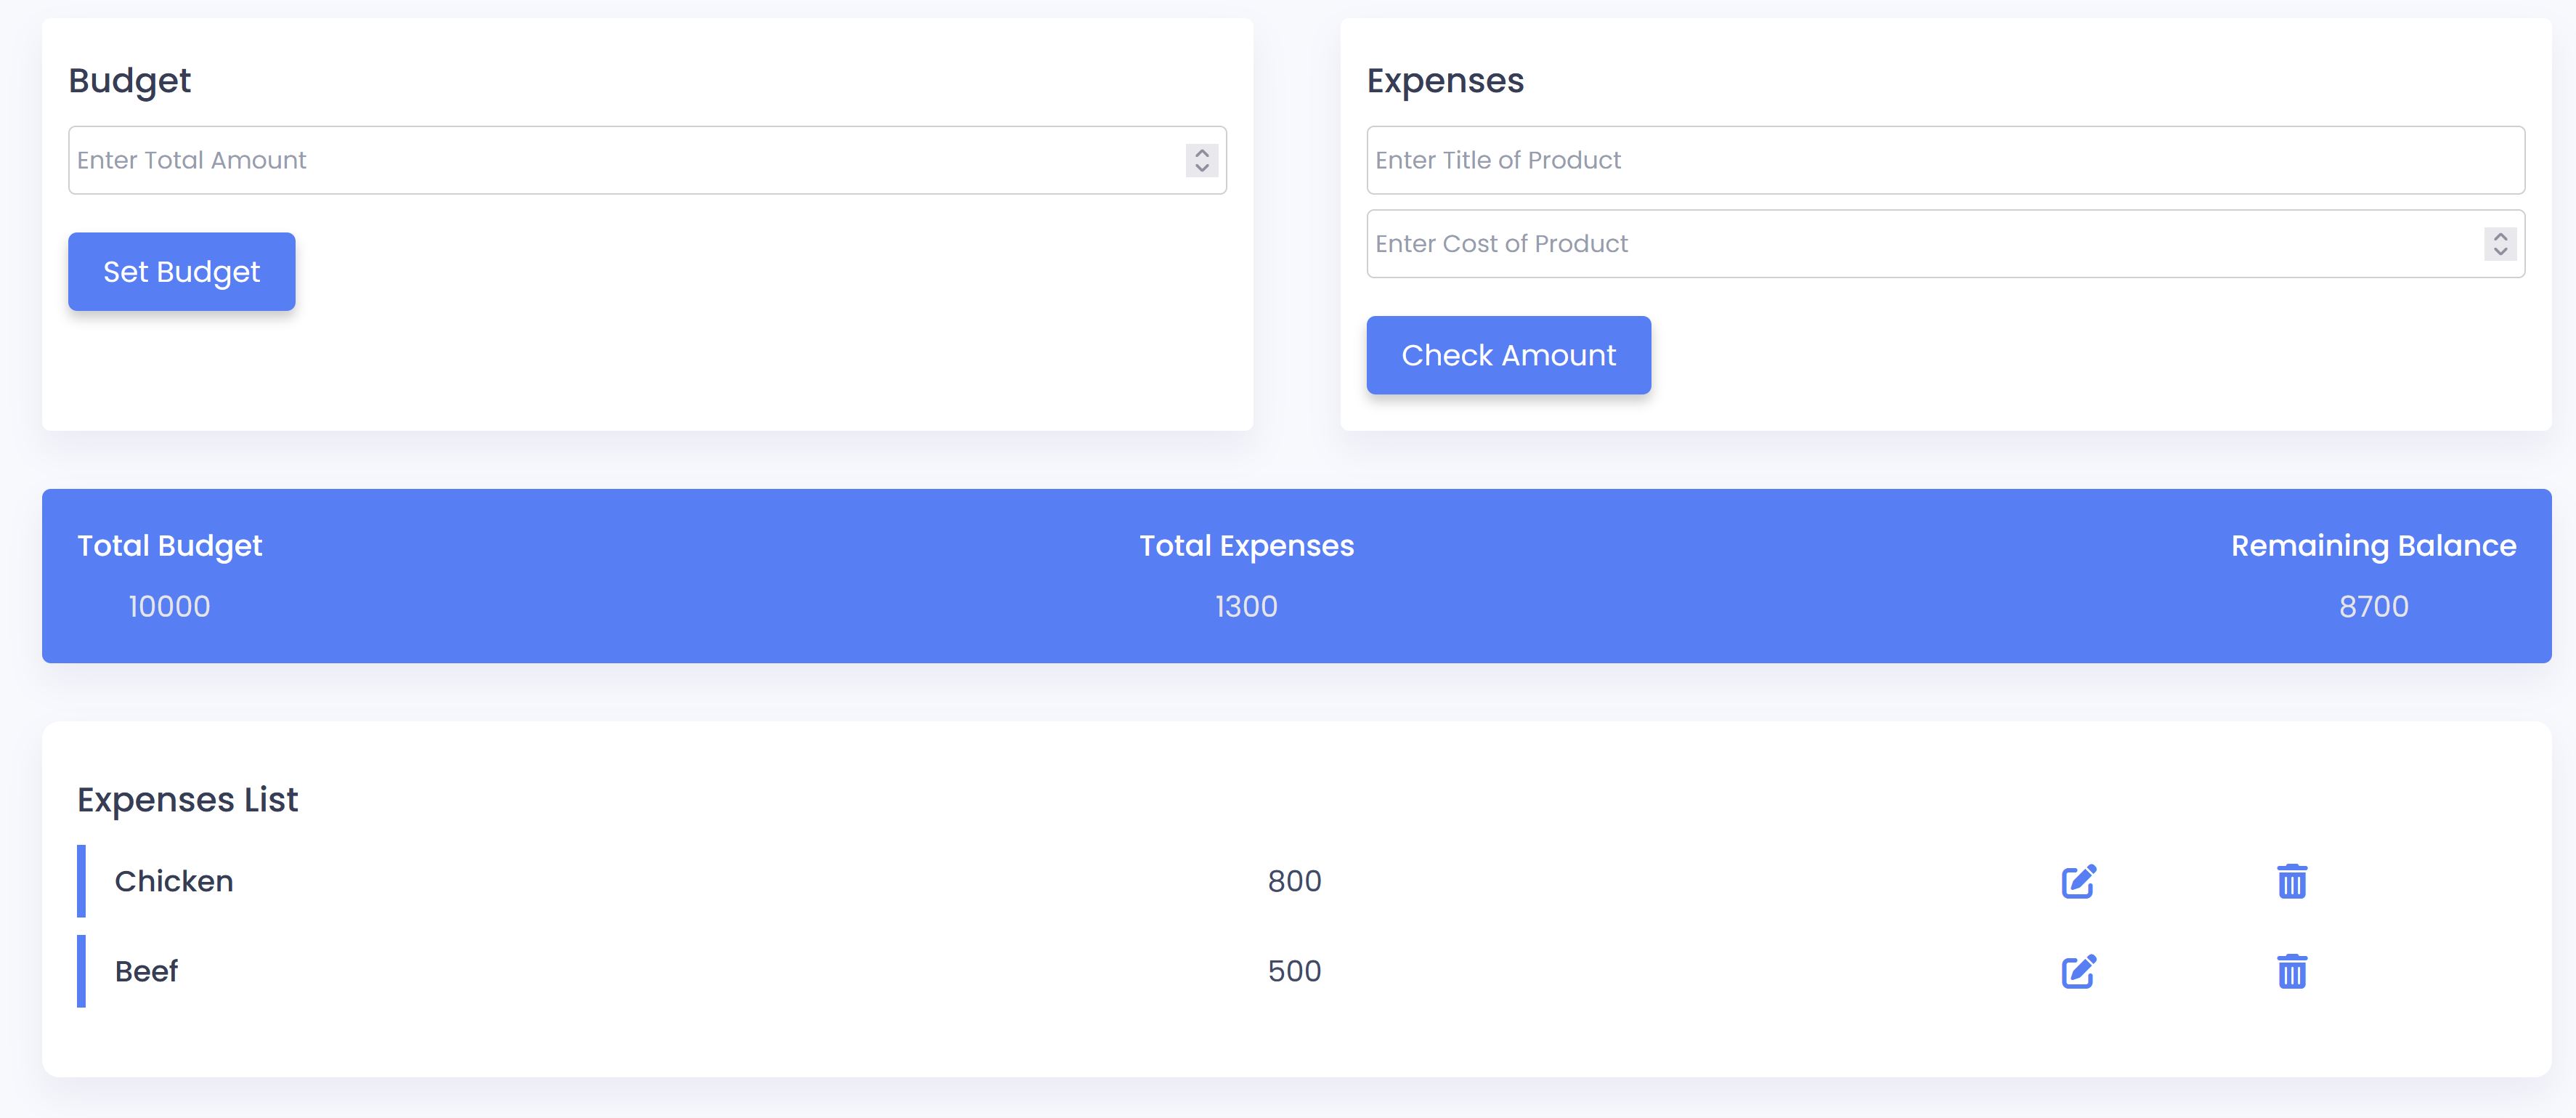 Budget
Enter Total Amount
Set Budget
Expenses
Enter Title of Product
Enter Cost of Product
Check Amount
Total Budget
10000
Total Expenses
1300
Remaining Balance
8700
Expenses List
Chicken 800
Beef 500